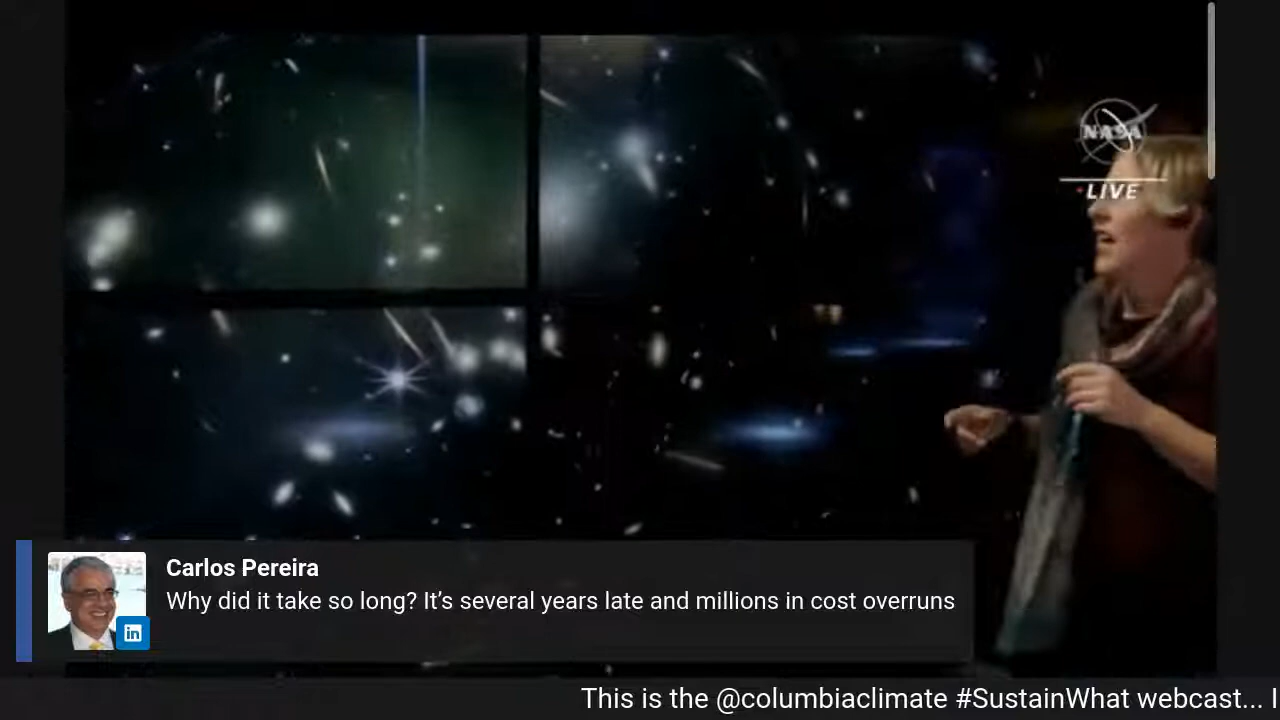 NASA
LIVE
Carlos Pereira
Why did it take so long? It’s several years late and millions in cost overruns
in
This is the @columbiaclimate #SustainWhat webcast... I